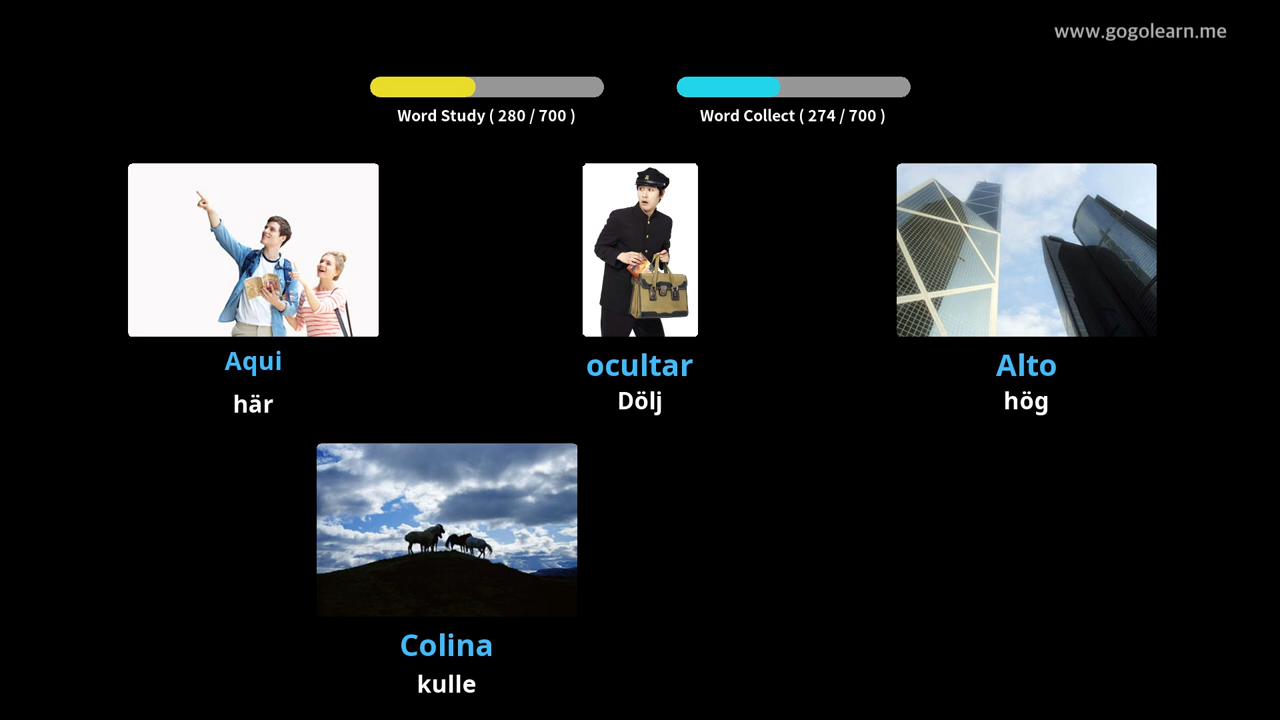 www.gogolearn.me
Word Study ( 280 / 700 )
Word Collect ( 274 / 700 )
Aqui
här
ocultar
Dölj
Alto
hög
Colina
kulle